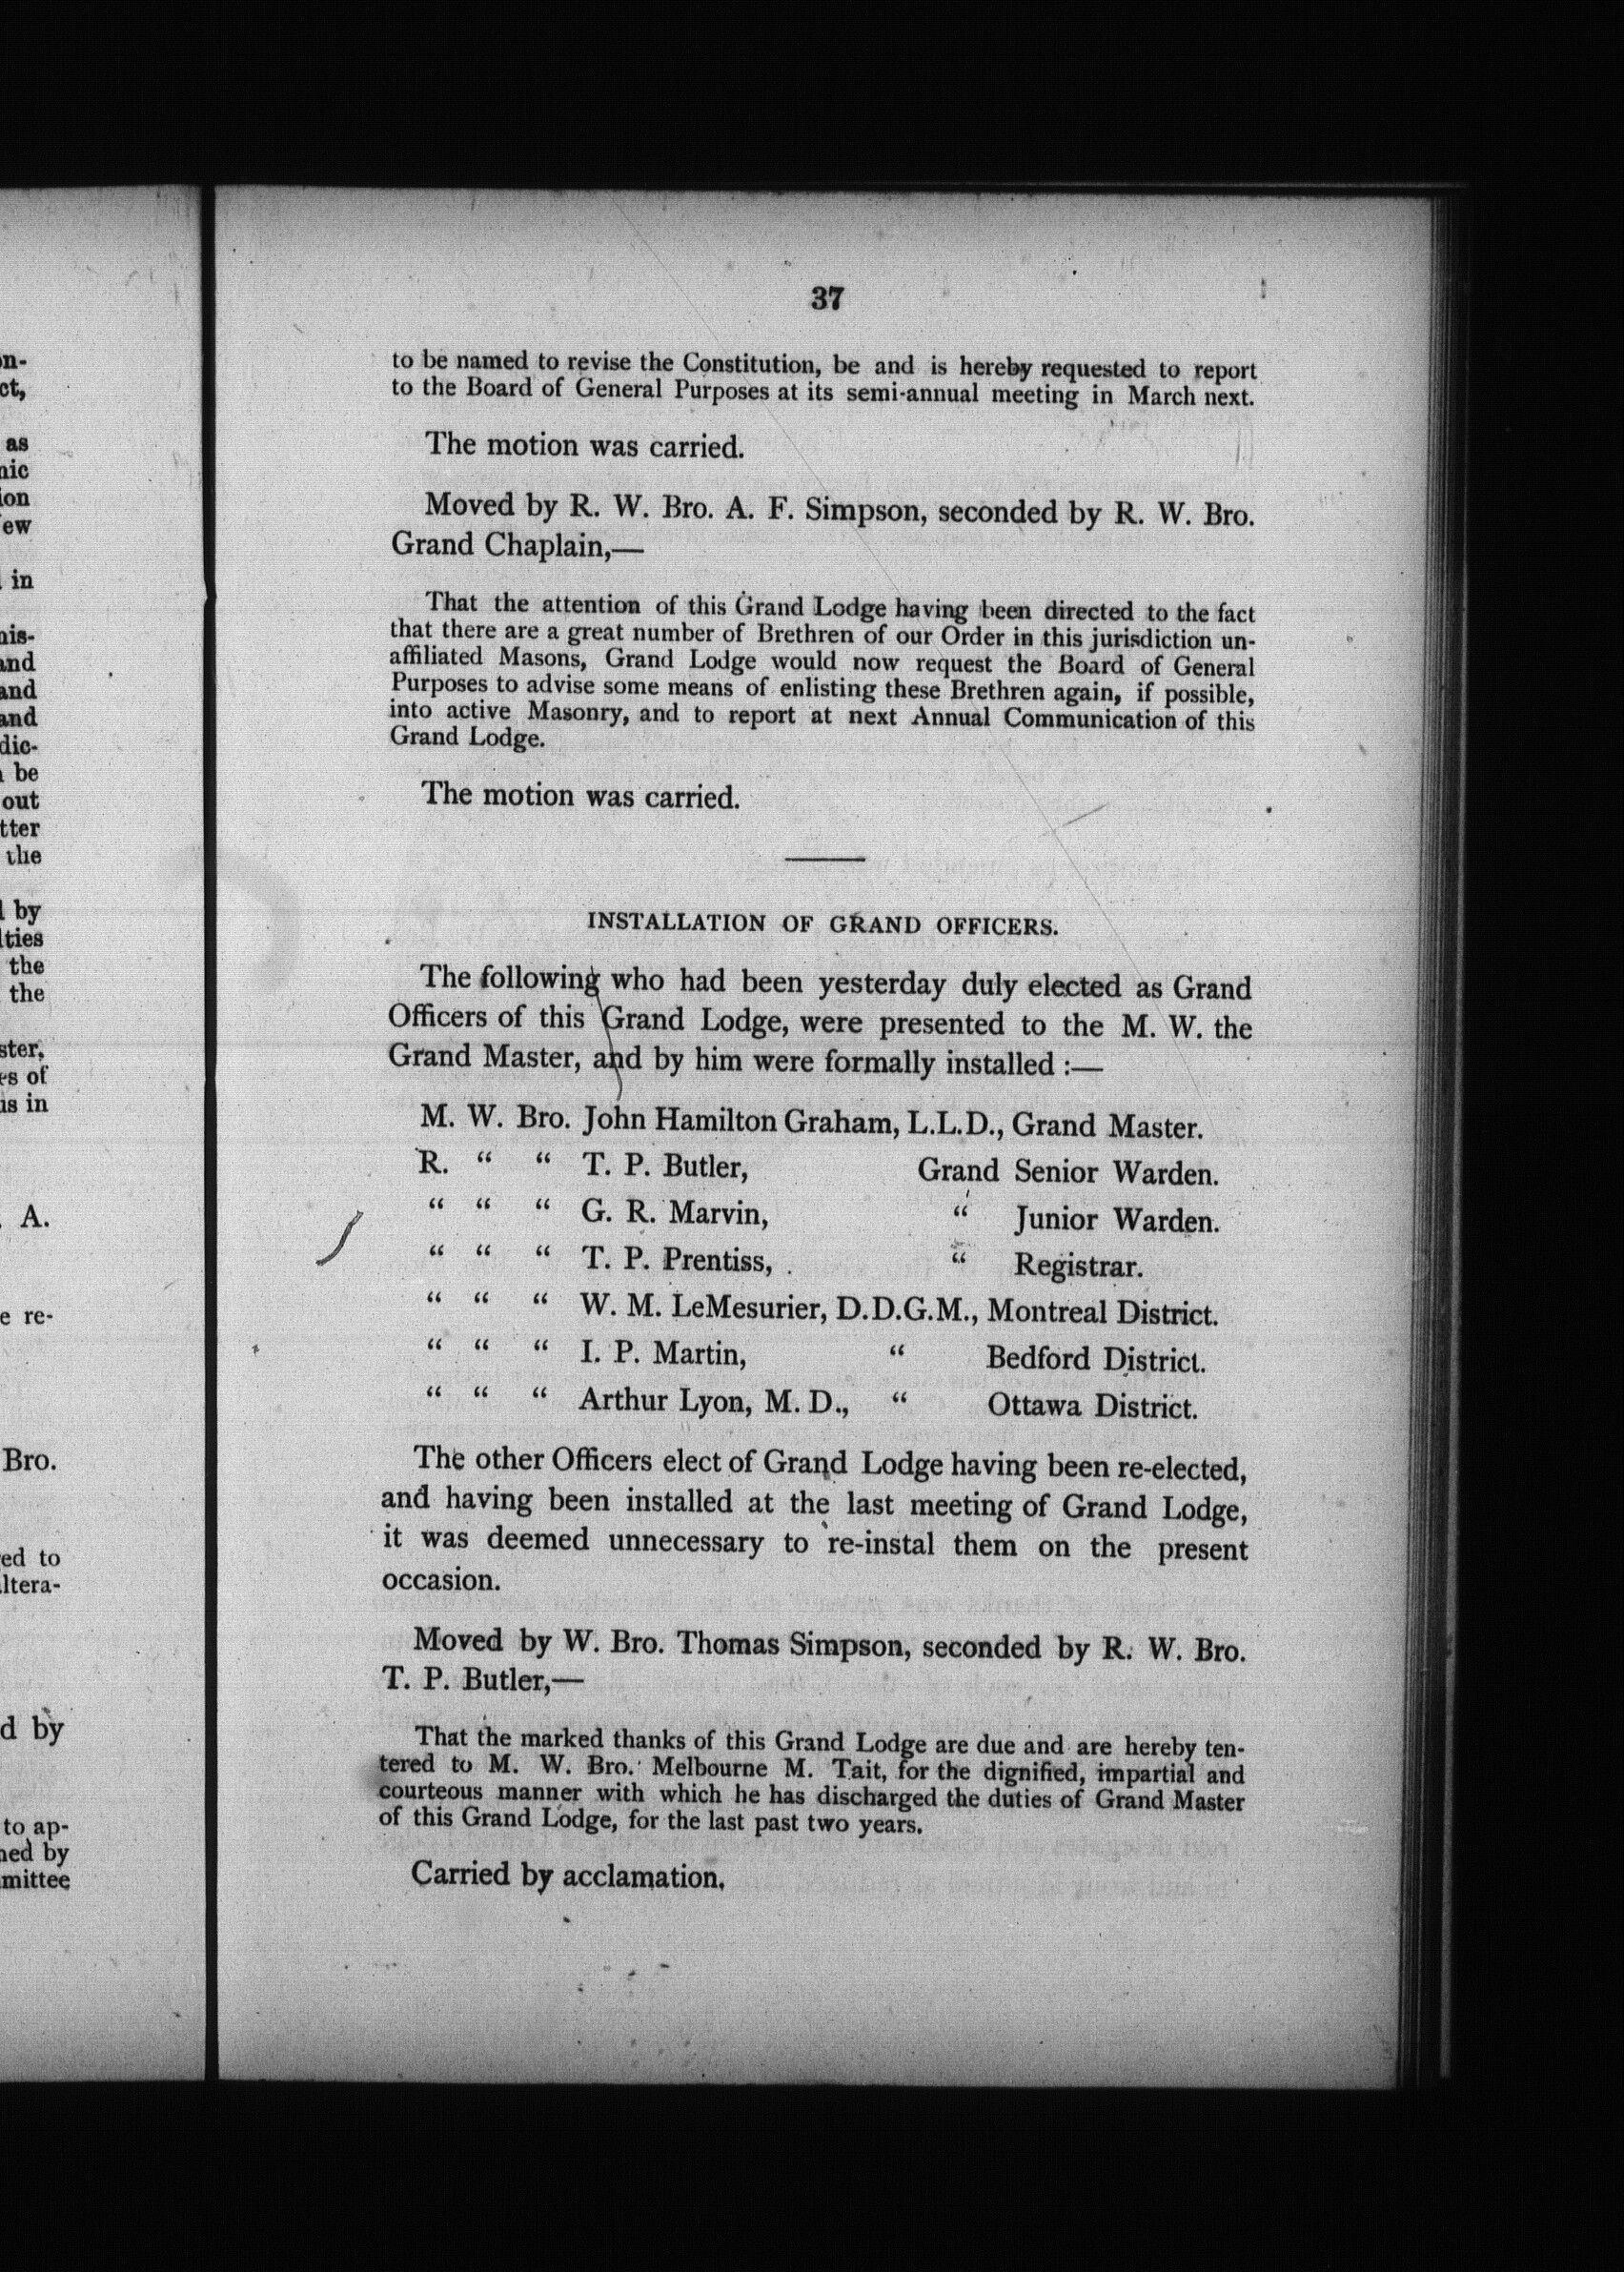 37
to be named to revise the Constitution, be and is hereby requested to report
to the Board of General Purposes at its semi-annual meeting in March next.
The motion was carried.
Moved by R. W. Bro. A. F. Simpson, seconded by R. W. Bro.
Grand Chaplain,—
That the attention of this Grand Lodge having been directed to the fact
that there are a great number of Brethren of our Order in this jurisdiction un-
affiliated Masons, Grand Lodge would now request the Board of General
Purposes to advise some means of enlisting these Brethren again, if possible,
into active Masonry, and to report at next Annual Communication of this
Grand Lodge.
The motion was carried.
INSTALLATION OF GRAND OFFICERS.
The following who had been yesterday duly elected as Grand
Officers of this Grand Lodge, were presented to the M. W. the
Grand Master, and by him were formally installed :—
M. W. Bro. John Hamilton Graham, L.L.D., Grand Master.
R. “ “ T. P. Butler, Grand Senior Warden.
“ “ “ G. R. Marvin, “ Junior Warden.
“ “ “ T. P. Prentiss, “ Registrar.
“ “ “ W. M. LeMesurier, D.D.G.M., Montreal District.
“ “ “ I. P. Martin, “ Bedford District.
“ “ “ Arthur Lyon, M. D., “ Ottawa District.
The other Officers elect of Grand Lodge having been re-elected,
and having been installed at the last meeting of Grand Lodge,
it was deemed unnecessary to re-instal them on the present
occasion.
Moved by W. Bro. Thomas Simpson, seconded by R. W. Bro.
T. P. Butler,—
That the marked thanks of this Grand Lodge are due and are hereby ten-
tered to M. W. Bro. Melbourne M. Tait, for the dignified, impartial and
courteous manner with which he has discharged the duties of Grand Master
of this Grand Lodge, for the last past two years.
Carried by acclamation.